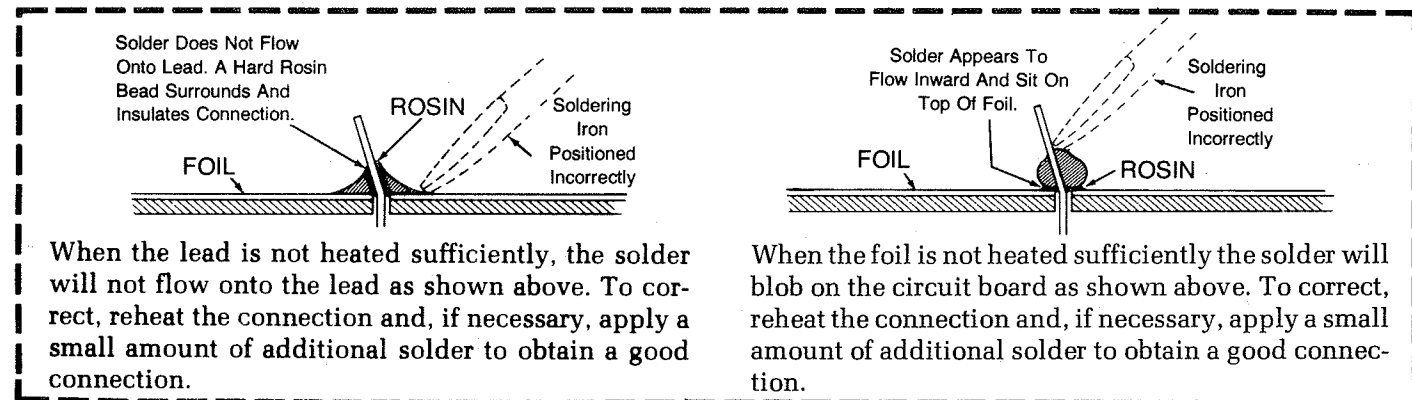 Solder Does Not Flow
Onto Lead. A Hard Rosin
Bead Surrounds And
Insulates Connection.
ROSIN
Soldering
Iron
Positioned
Incorrectly
FOIL
When the lead is not heated sufficiently, the solder
will not flow onto the lead as shown above. To cor-
rect, reheat the connection and, if necessary, apply a
small amount of additional solder to obtain a good
connection.
Solder Appears To
Flow Inward And Sit On
Top Of Foil.
Soldering
Iron
Positioned
Incorrectly
FOIL
ROSIN
When the foil is not heated sufficiently the solder will
blob on the circuit board as shown above. To correct,
reheat the connection and, if necessary, apply a small
amount of additional solder to obtain a good connec-
tion.